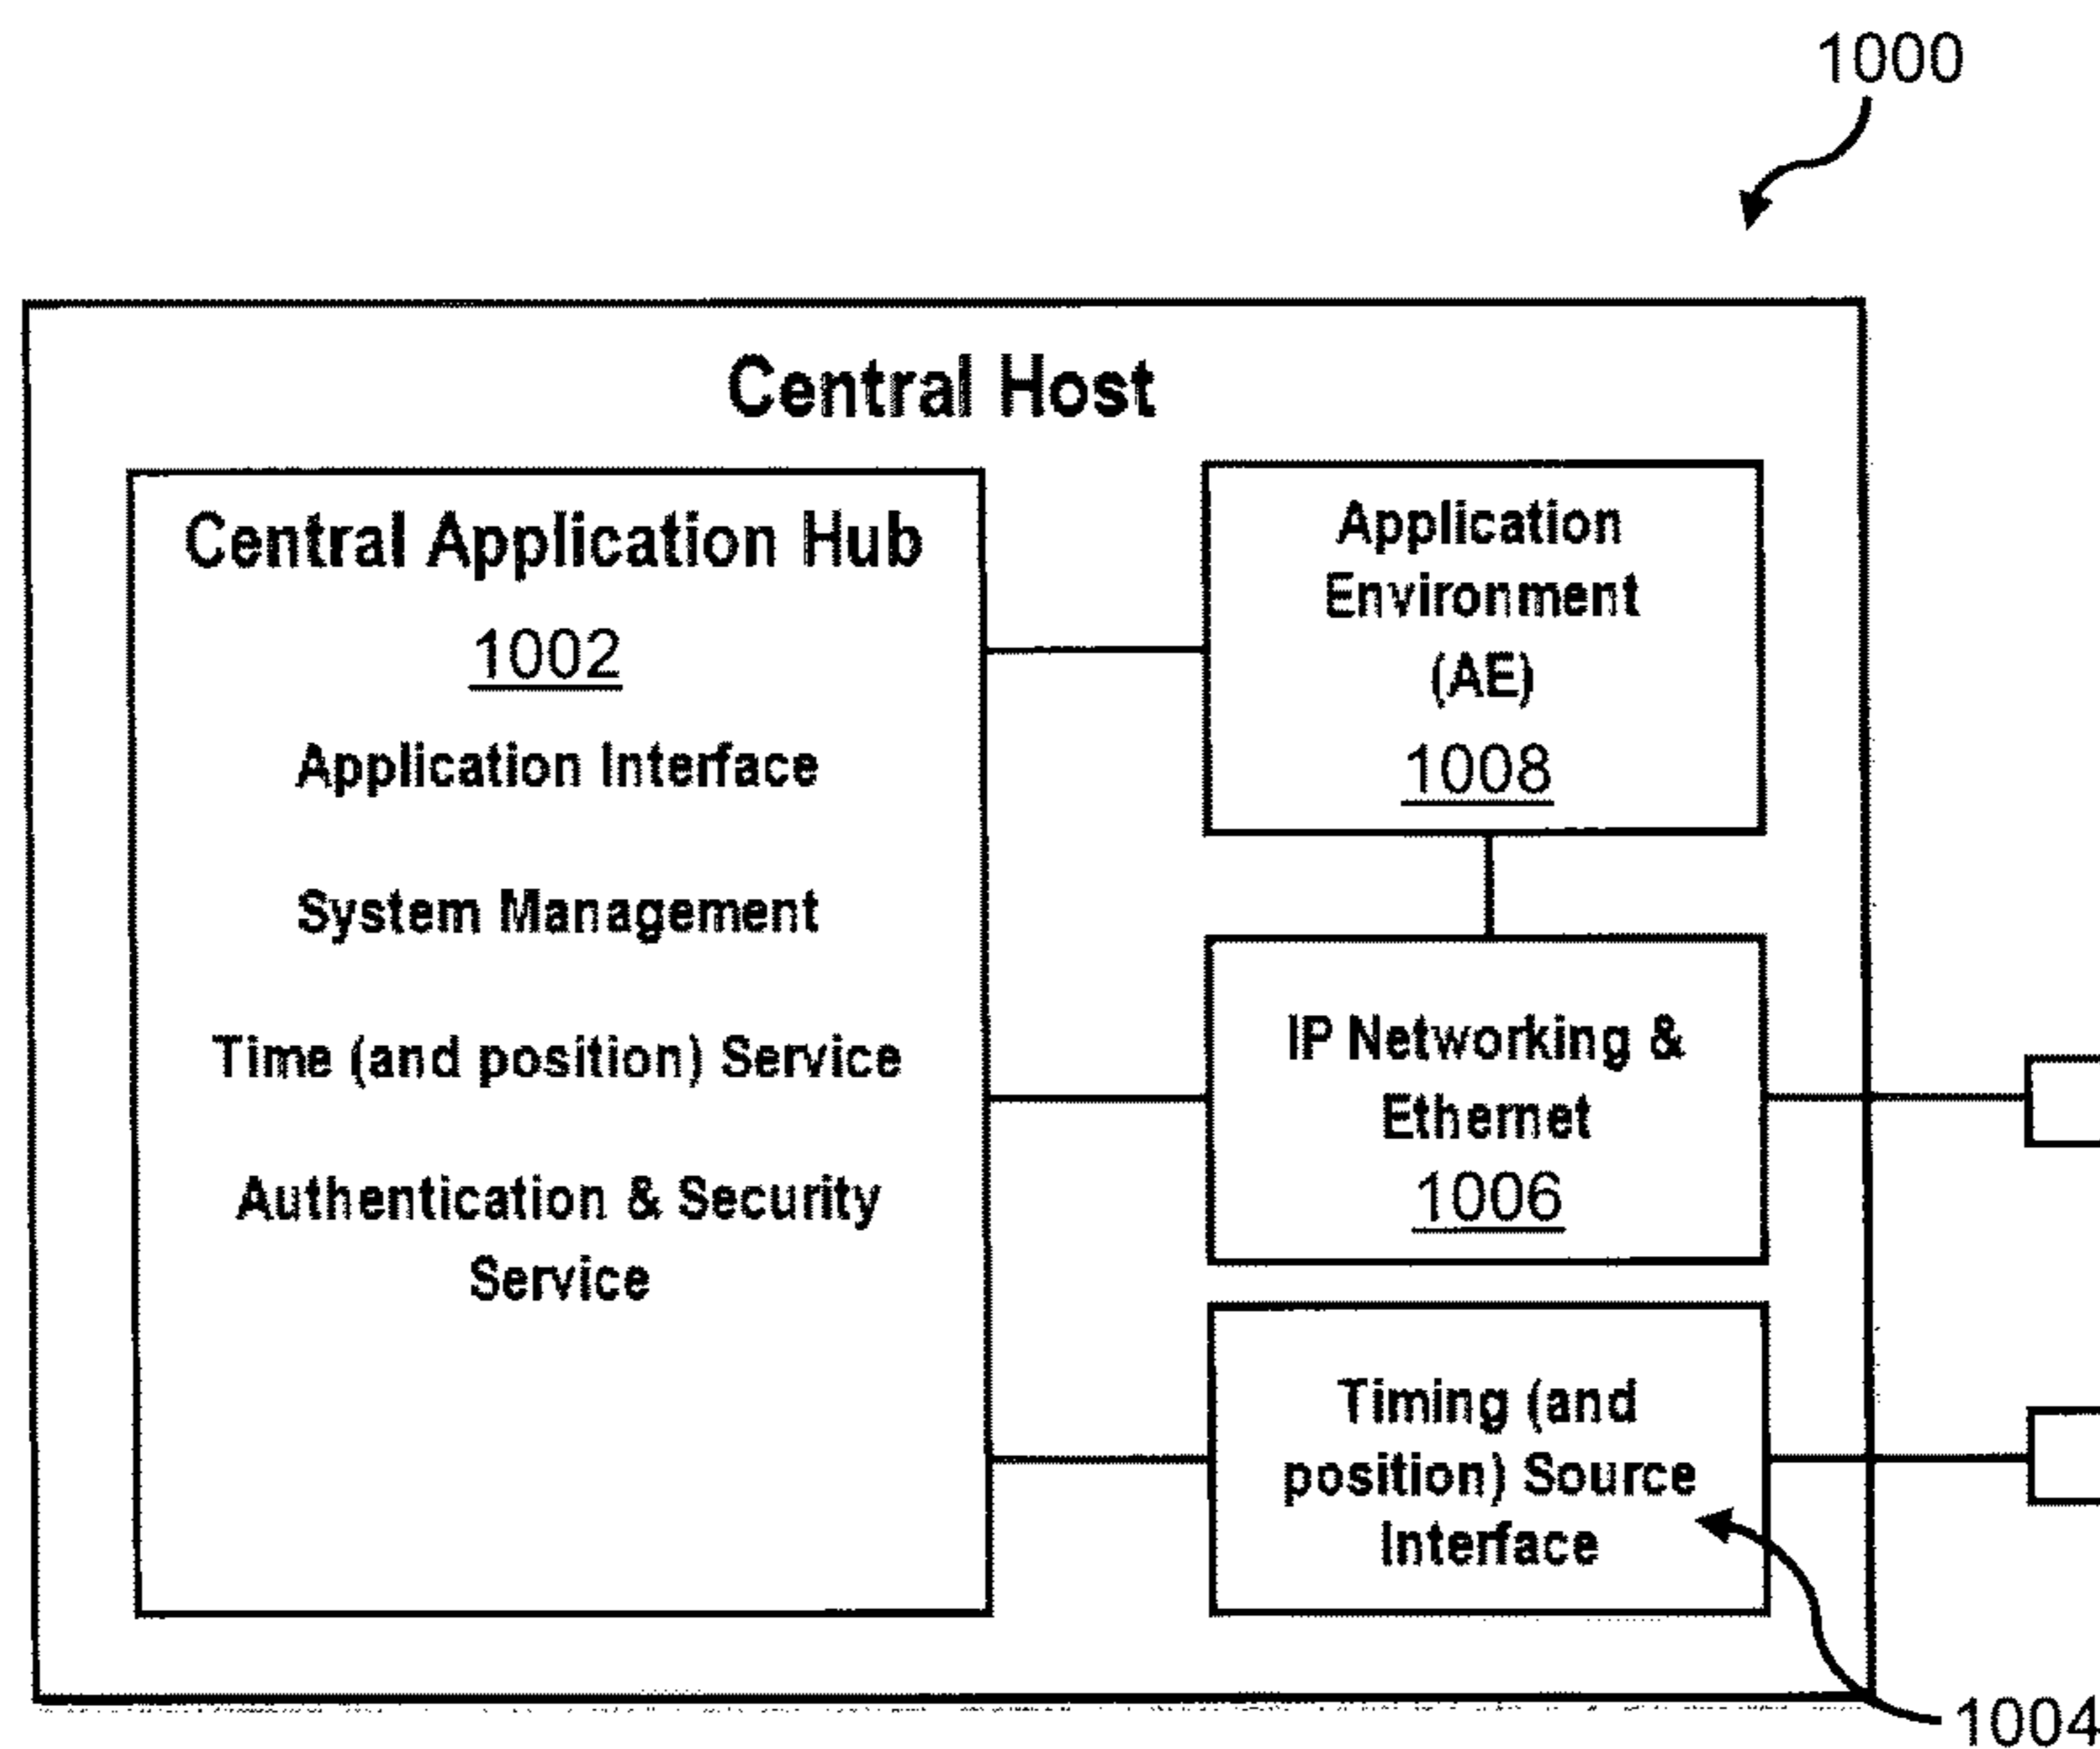 1000
Central Host
Central Application Hub
1002
Application Interface
System Management
Time (and position) Service
Authentication & Security
Service
Application
Environment
(AE)
1008
IP Networking &
Ethernet
1006
Timing (and
position) Source
Interface
1004